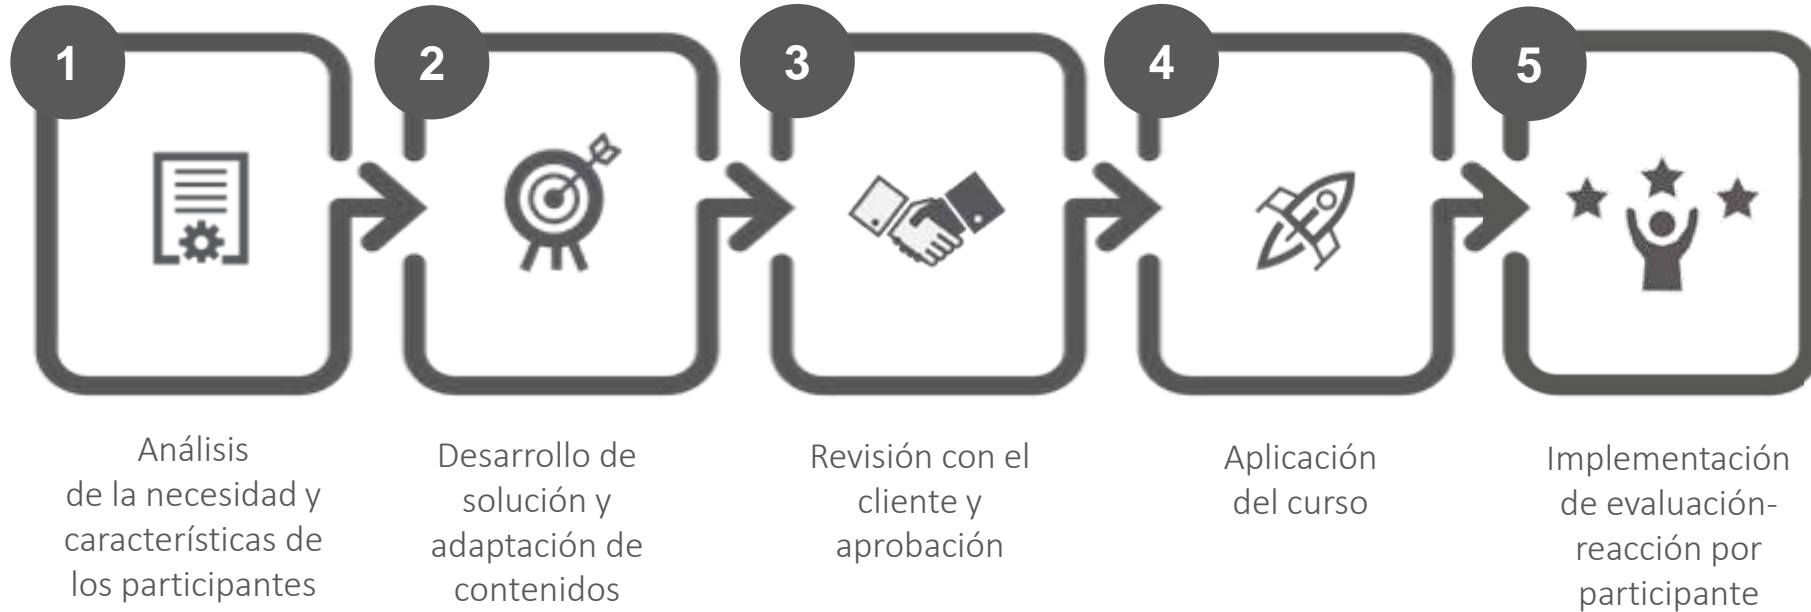 1
Análisis
de la necesidad y
características de
los participantes
2
Desarrollo de
solución y
adaptación de
contenidos
3
Revisión con el
cliente y
aprobación
4
Aplicación
del curso
5
Implementación
de evaluación-
reacción por
participante